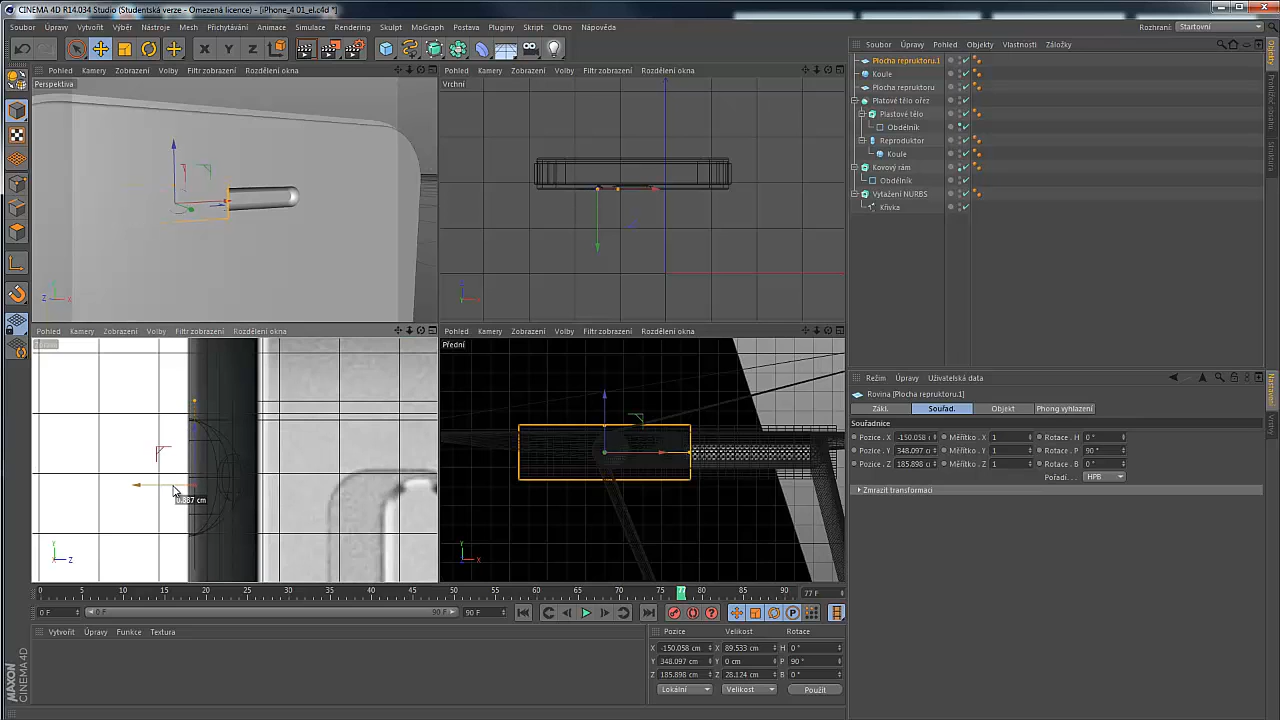 CINEMA 4D R14.034 Studio (Studentská verze - Omezená licence) - [iPhone_4 01_el.c4d *]
Soubor Úpravy Vytvořit Výběr Mesh Přichytávání Animace Simulace Rendering Skulpt MoGraph Postava Pluginy Skript Okno Nápověda
Rozhraní: Startovní
Soubor Úpravy Pohled Objekty Vlastnosti Záložky
Plocha repruktoru.1
Koule
Plocha repruktoru
Platové tělo ořez
Plastové tělo
Obdélník
Reproduktor
Koule
Kovový rám
Obdélník
Vytažení NURBS
Křivka
Pohled Kamery Zobrazení Volby Filtr zobrazení Rozdělení okna
Perspektiva
Pohled Kamery Zobrazení Volby Filtr zobrazení Rozdělení okna
Vrchní
Pohled Kamery Zobrazení Volby Filtr zobrazení Rozdělení okna
Pohled Kamery Zobrazení Volby Filtr zobrazení Rozdělení okna
Přední
Režim Úpravy Uživatelská data
Rovina [Plocha repruktoru.1]
Zákl. Souřad. Objekt Phong vyhlazení
Souřadnice
Pozice . X -150.058 Měřítko . X 1 Rotace . H 0 °
Pozice . Y 348.097 Měřítko . Y 1 Rotace . P 90 °
Pozice . Z 185.898 Měřítko . Z 1 Rotace . B 0 °
Pořadí . . . HPB
Zmrazit transformaci
0 5 10 15 20 25 30 35 40 45 50 55 60 65 70 77 80 85 90 77 F
0 F 0 F 90 F 90 F
Vytvořit Úpravy Funkce Textura
Pozice Velikost Rotace
X -150.058 cm X 89.533 cm H 0 °
Y 348.097 cm Y 0 cm P 90 °
Z 185.898 cm Z 28.124 cm B 0 °
Lokální Velikost Použít
MAXON CINEMA 4D